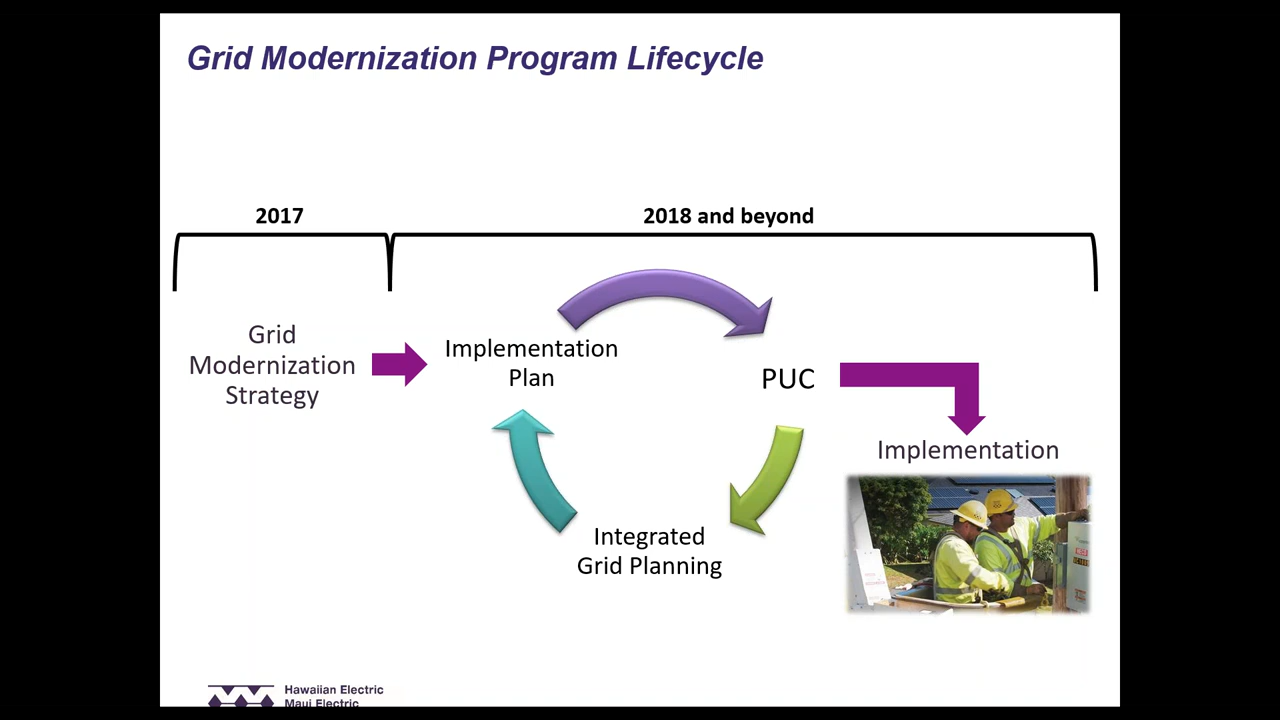 Grid Modernization Program Lifecycle
2017
2018 and beyond
Grid
Modernization
Strategy
Implementation
Plan
PUC
Implementation
Integrated
Grid Planning
Hawaiian Electric
Maui Electric